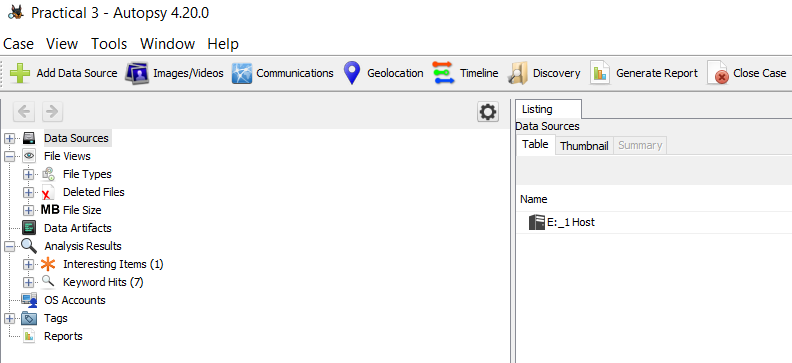 Practical 3 - Autopsy 4.20.0
Case View Tools Window Help
Add Data Source Images/Videos Communications Geolocation Timeline Discovery Generate Report Close Case
Listing
Data Sources
Table Thumbnail Summary
Name
E:_1 Host
Data Sources
File Views
File Types
Deleted Files
MB File Size
Data Artifacts
Analysis Results
Interesting Items (1)
Keyword Hits (7)
OS Accounts
Tags
Reports